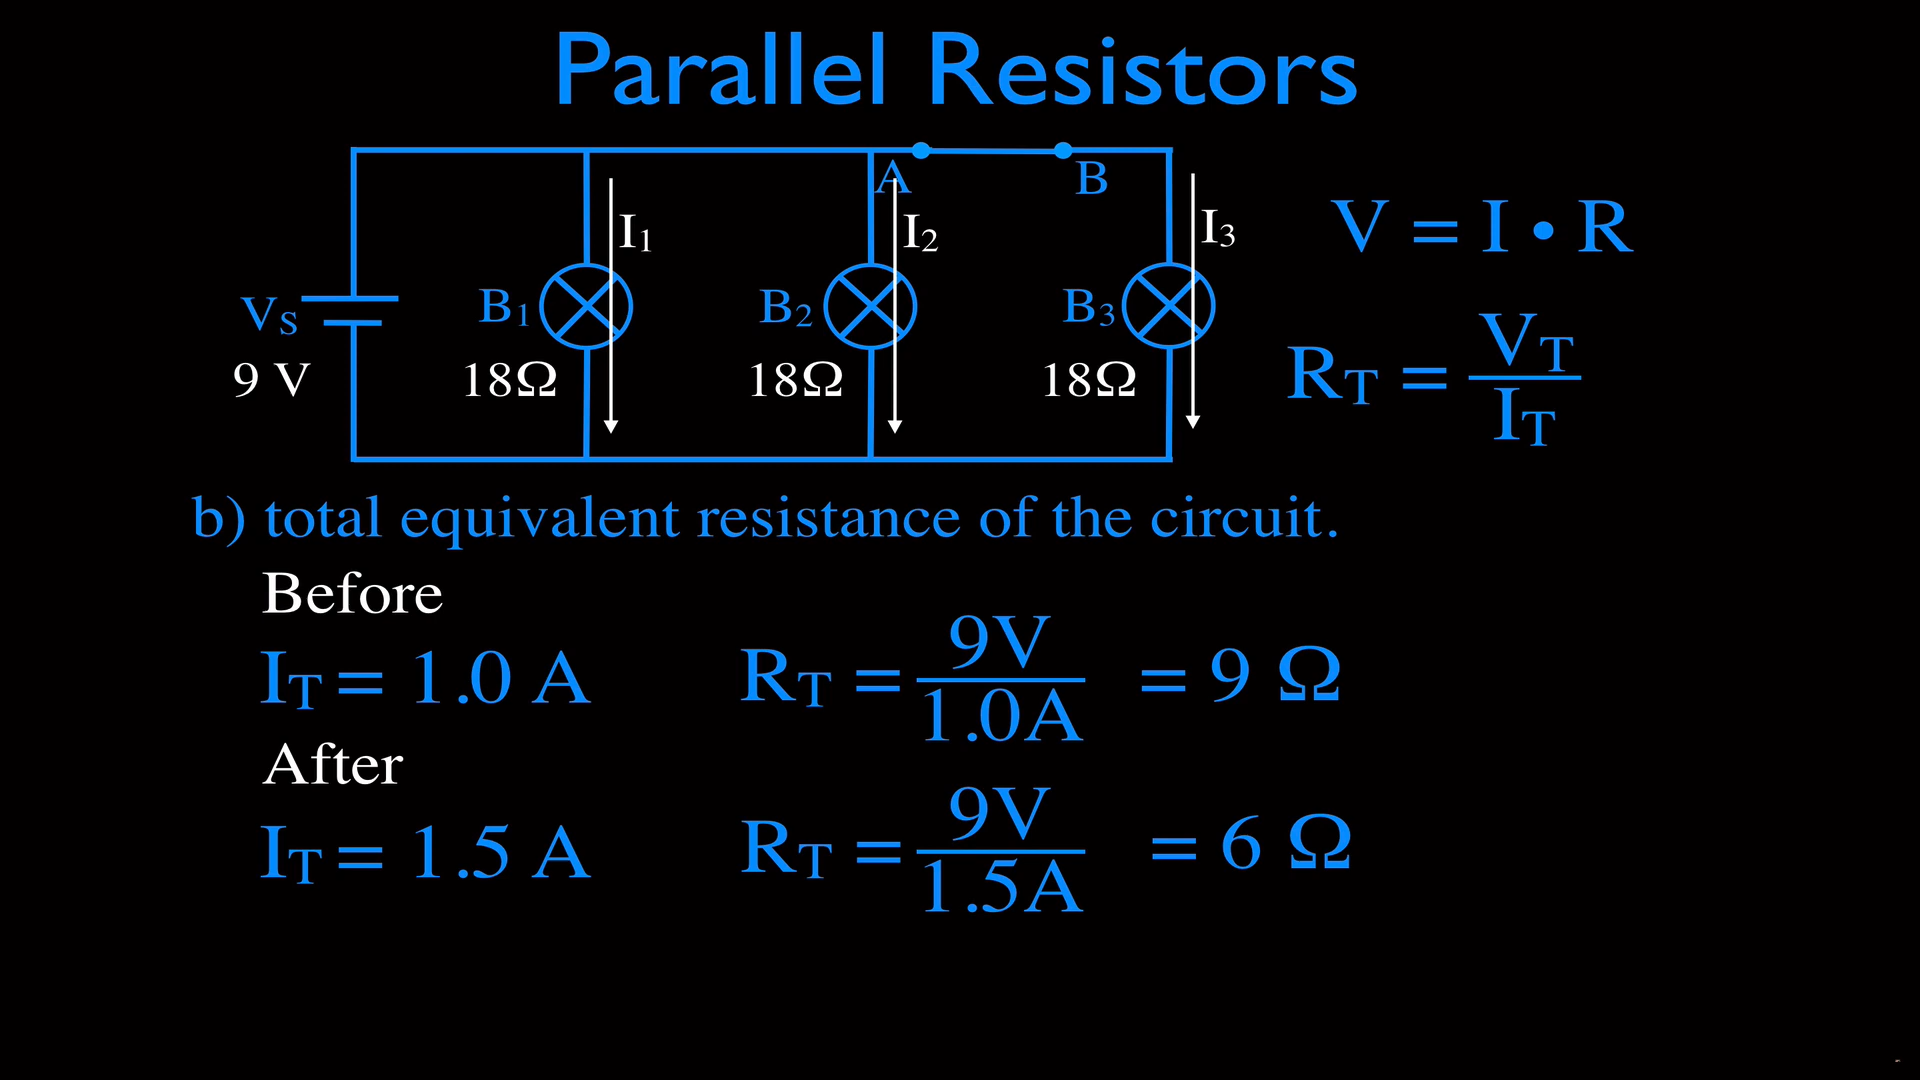 Parallel Resistors
A B
I1 I2 I3
V = I • R
VS B1 B2 B3
9 V 18Ω 18Ω 18Ω
RT = VT / IT
b) total equivalent resistance of the circuit.
Before
IT = 1.0 A RT = 9V / 1.0A = 9 Ω
After
IT = 1.5 A RT = 9V / 1.5A = 6 Ω